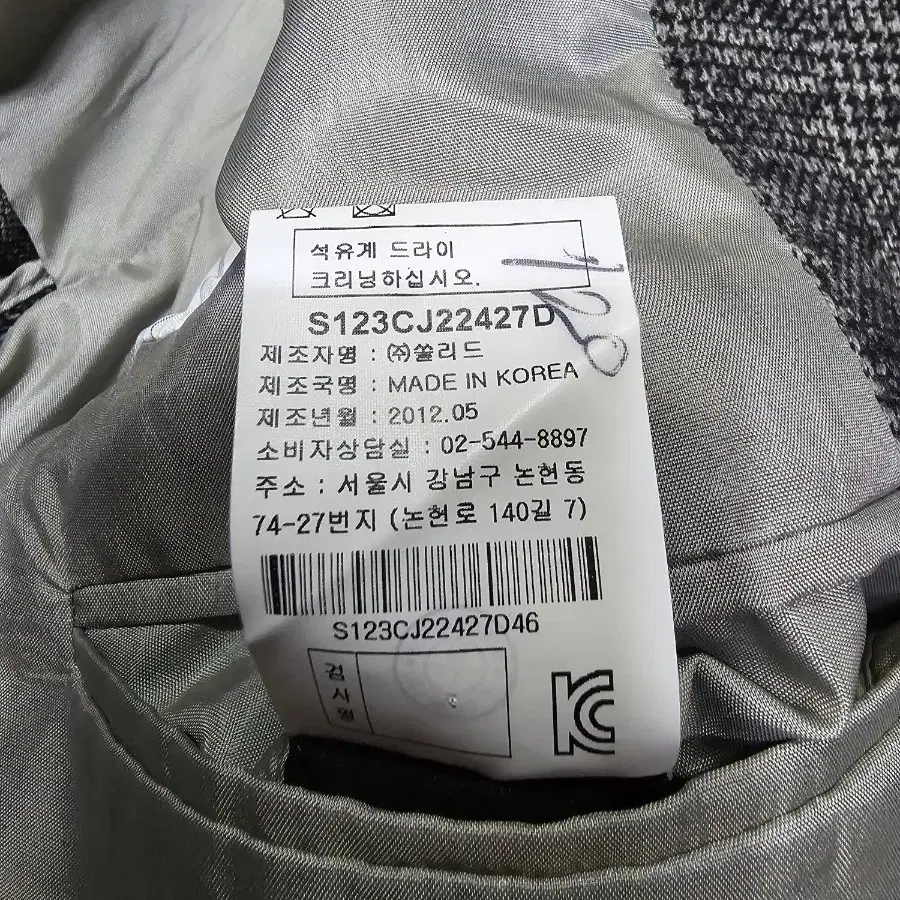 석유계 드라이
크리닝하십시오.
S123CJ22427D
제조자명 : ㈜쏠리드
제조국명 : MADE IN KOREA
제조년월 : 2012.05
소비자상담실 : 02-544-8897
주소 : 서울시 강남구 논현동
74-27번지 (논현로 140길 7)
S123CJ22427D46
검사필